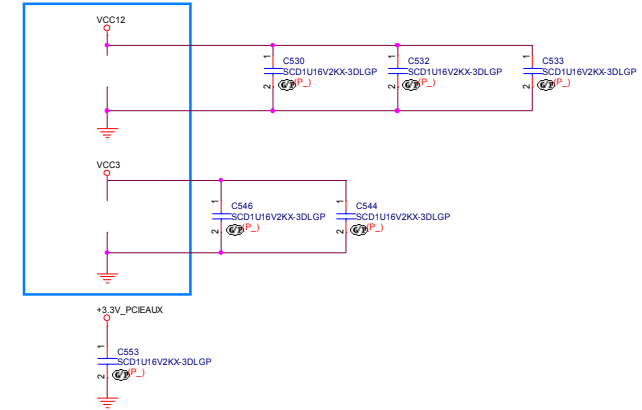 VCC12
1
C530
SCD1U16V2KX-3DLGP
2
G/P
(P_)
1
C532
SCD1U16V2KX-3DLGP
2
G/P
(P_)
1
C533
SCD1U16V2KX-3DLGP
2
G/P
(P_)
VCC3
1
C546
SCD1U16V2KX-3DLGP
2
G/P
(P_)
1
C544
SCD1U16V2KX-3DLGP
2
G/P
(P_)
+3.3V_PCIEAUX
1
C553
SCD1U16V2KX-3DLGP
2
G/P
(P_)